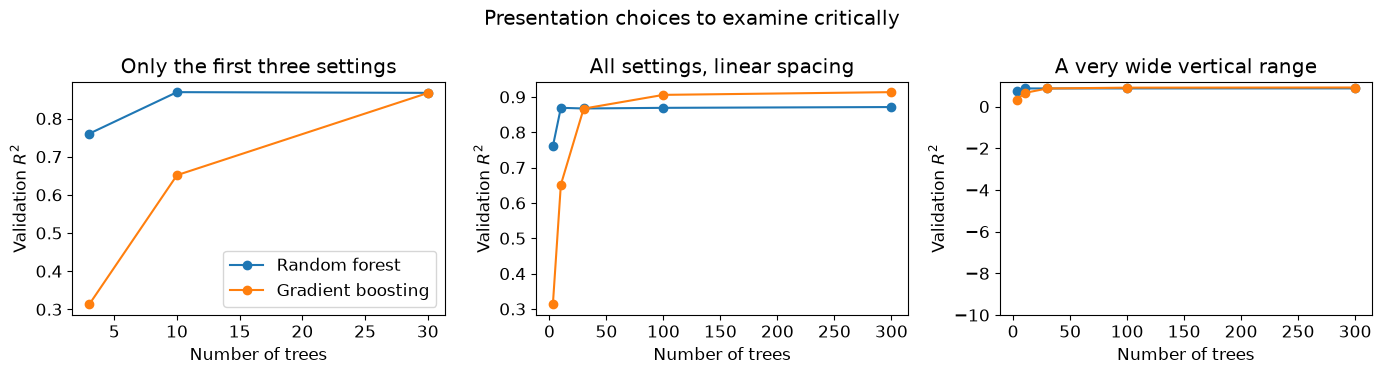 Presentation choices to examine critically
Only the first three settings
Validation R²
0.8
0.7
0.6
0.5
0.4
0.3
5 10 15 20 25 30
Number of trees
Random forest
Gradient boosting
All settings, linear spacing
Validation R²
0.9
0.8
0.7
0.6
0.5
0.4
0.3
0 50 100 150 200 250 300
Number of trees
A very wide vertical range
Validation R²
0
−2
−4
−6
−8
−10
0 50 100 150 200 250 300
Number of trees